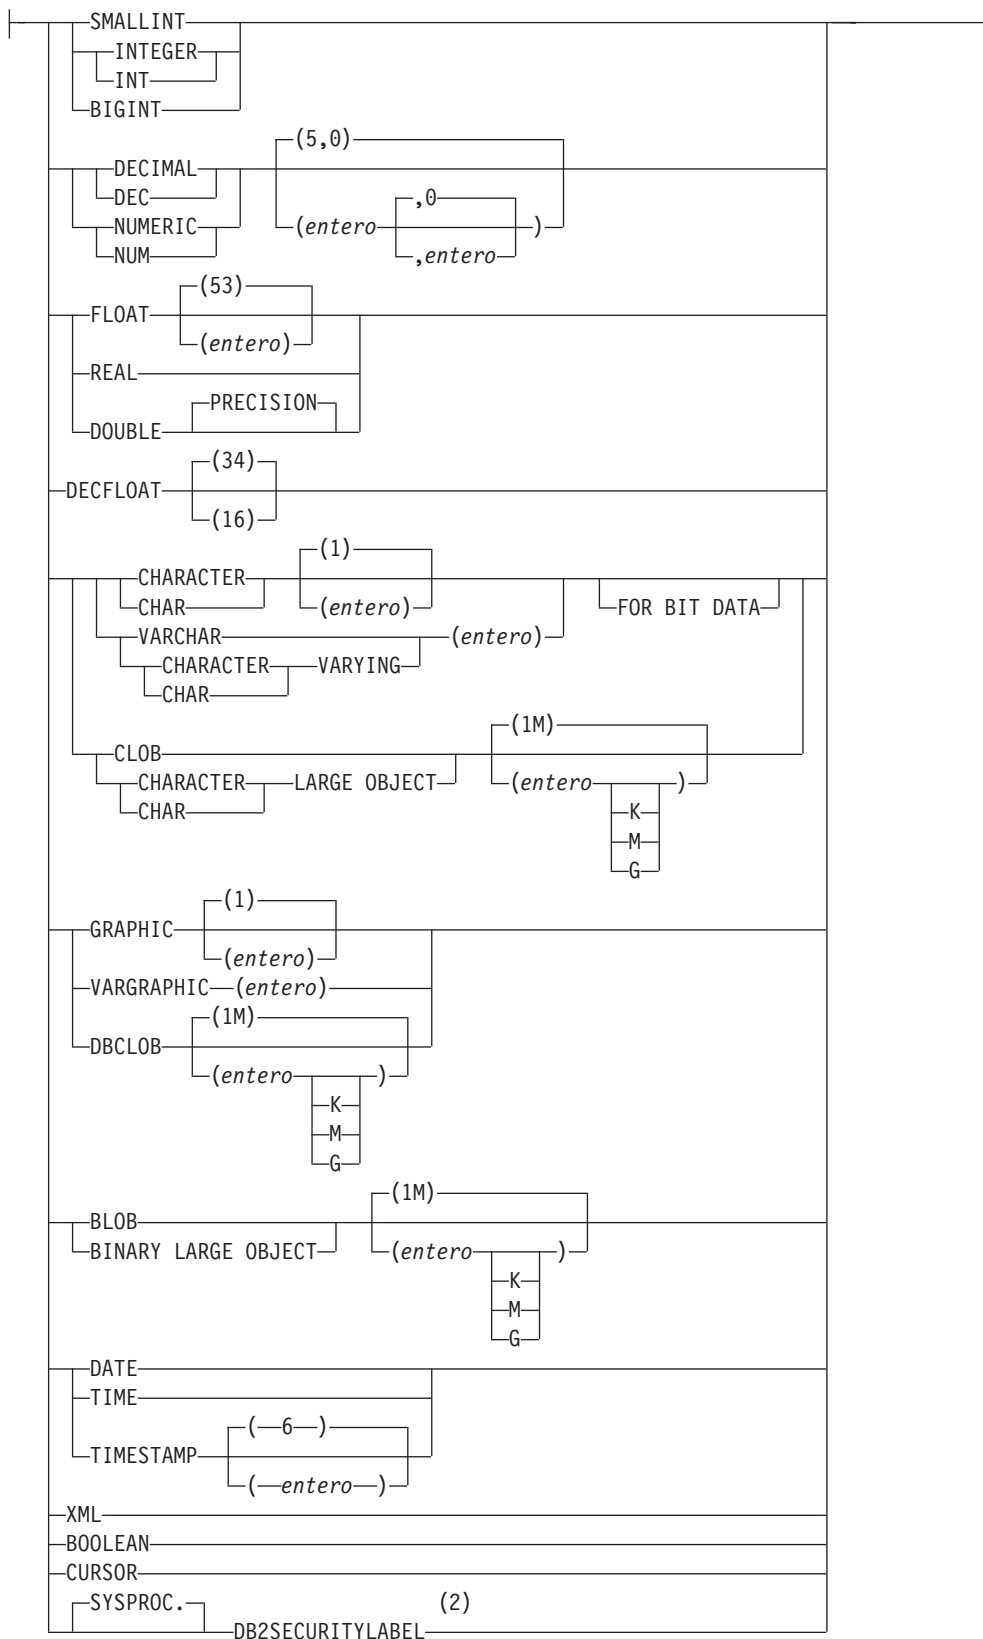 SMALLINT
INTEGER
INT
BIGINT
(5,0)
DECIMAL
DEC
,0
NUMERIC
(entero )
NUM
,entero
(53)
FLOAT
(entero)
REAL
PRECISION
DOUBLE
(34)
DECFLOAT
(16)
(1)
CHARACTER
CHAR (entero) FOR BIT DATA
VARCHAR (entero)
CHARACTER VARYING
CHAR
(1M)
CLOB
CHARACTER LARGE OBJECT (entero )
CHAR K
M
G
(1)
GRAPHIC
(entero)
VARGRAPHIC (entero)
(1M)
DBCLOB
(entero )
K
M
G
(1M)
BLOB
BINARY LARGE OBJECT (entero )
K
M
G
DATE
TIME
( 6 )
TIMESTAMP
( entero )
XML
BOOLEAN
CURSOR
SYSPROC. (2)
DB2SECURITYLABEL